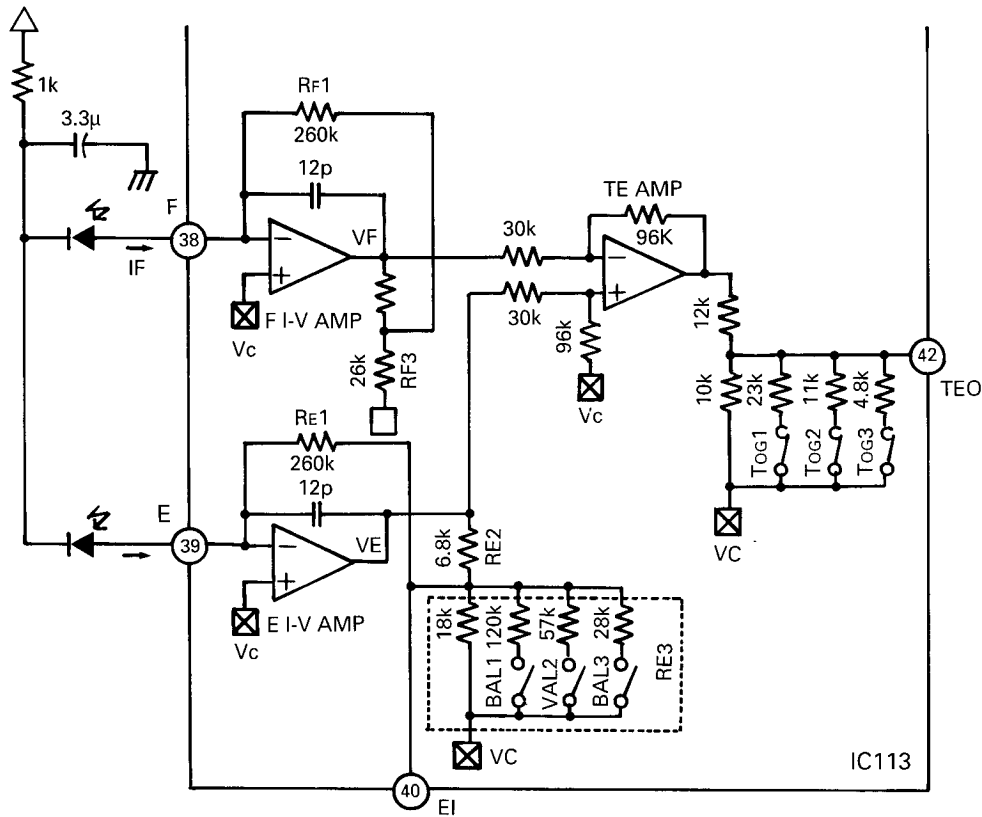 1k
3.3μ
RF1
260k
12p
F
38
IF
VF
F I-V AMP
Vc
26k
RF3
30k
30k
TE AMP
96K
96k
Vc
12k
10k
23k
11k
4.8k
TOG1
TOG2
TOG3
42
TEO
VC
RE1
260k
12p
E
39
VE
E I-V AMP
Vc
6.8k
RE2
18k
120k
57k
28k
BAL1
VAL2
BAL3
RE3
VC
IC113
40
EI